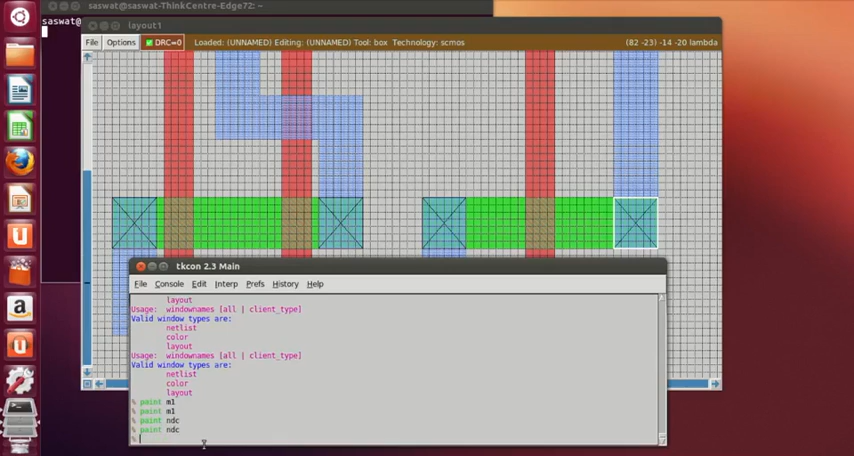 saswat@saswat-ThinkCentre-Edge72: ~
saswat@
layout1
File Options DRC=0 Loaded: (UNNAMED) Editing: (UNNAMED) Tool: box Technology: scmos (82 -23) -14 -20 lambda
tkcon 2.3 Main
File Console Edit Interp Prefs History Help
layout
Usage: windownames [all | client_type]
Valid window types are:
netlist
color
layout
Usage: windownames [all | client_type]
Valid window types are:
netlist
color
layout
% paint m1
% paint m1
% paint ndc
% paint ndc
%